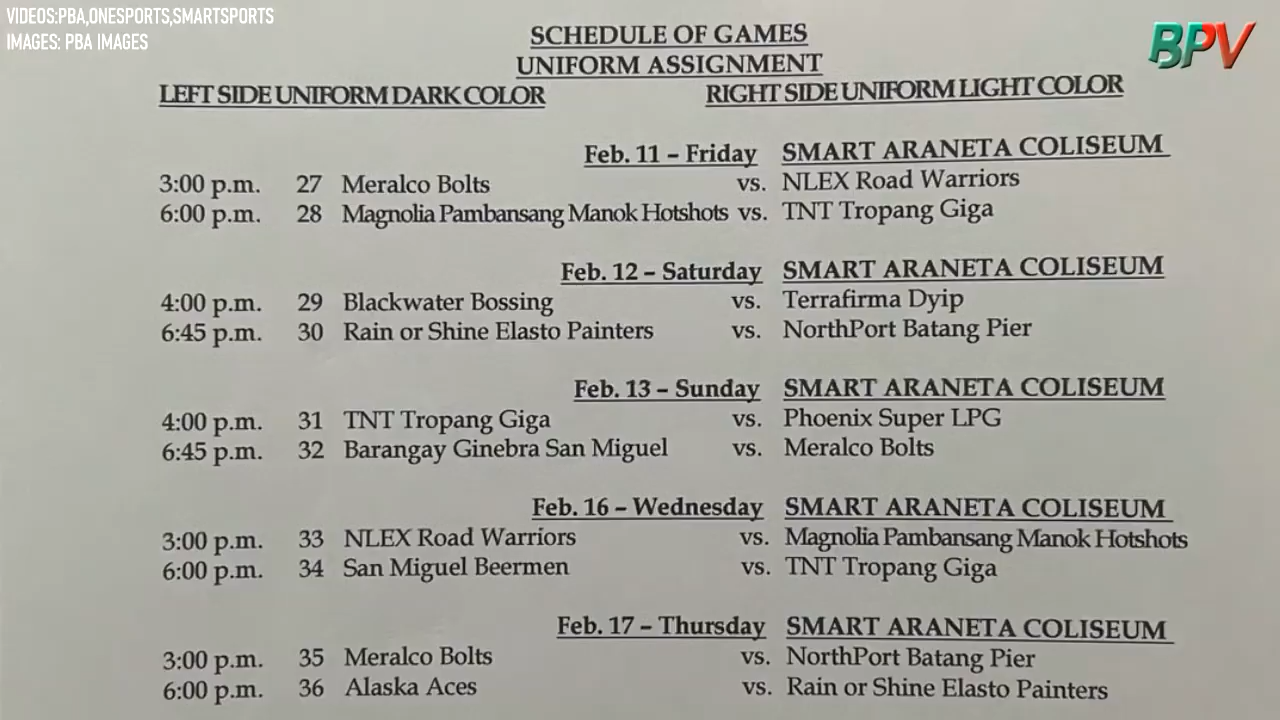 VIDEOS:PBA,ONESPORTS,SMARTSPORTS
IMAGES: PBA IMAGES
BPV
SCHEDULE OF GAMES
UNIFORM ASSIGNMENT
LEFT SIDE UNIFORM DARK COLOR RIGHT SIDE UNIFORM LIGHT COLOR
Feb. 11 – Friday SMART ARANETA COLISEUM
3:00 p.m. 27 Meralco Bolts vs. NLEX Road Warriors
6:00 p.m. 28 Magnolia Pambansang Manok Hotshots vs. TNT Tropang Giga
Feb. 12 – Saturday SMART ARANETA COLISEUM
4:00 p.m. 29 Blackwater Bossing vs. Terrafirma Dyip
6:45 p.m. 30 Rain or Shine Elasto Painters vs. NorthPort Batang Pier
Feb. 13 – Sunday SMART ARANETA COLISEUM
4:00 p.m. 31 TNT Tropang Giga vs. Phoenix Super LPG
6:45 p.m. 32 Barangay Ginebra San Miguel vs. Meralco Bolts
Feb. 16 – Wednesday SMART ARANETA COLISEUM
3:00 p.m. 33 NLEX Road Warriors vs. Magnolia Pambansang Manok Hotshots
6:00 p.m. 34 San Miguel Beermen vs. TNT Tropang Giga
Feb. 17 – Thursday SMART ARANETA COLISEUM
3:00 p.m. 35 Meralco Bolts vs. NorthPort Batang Pier
6:00 p.m. 36 Alaska Aces vs. Rain or Shine Elasto Painters